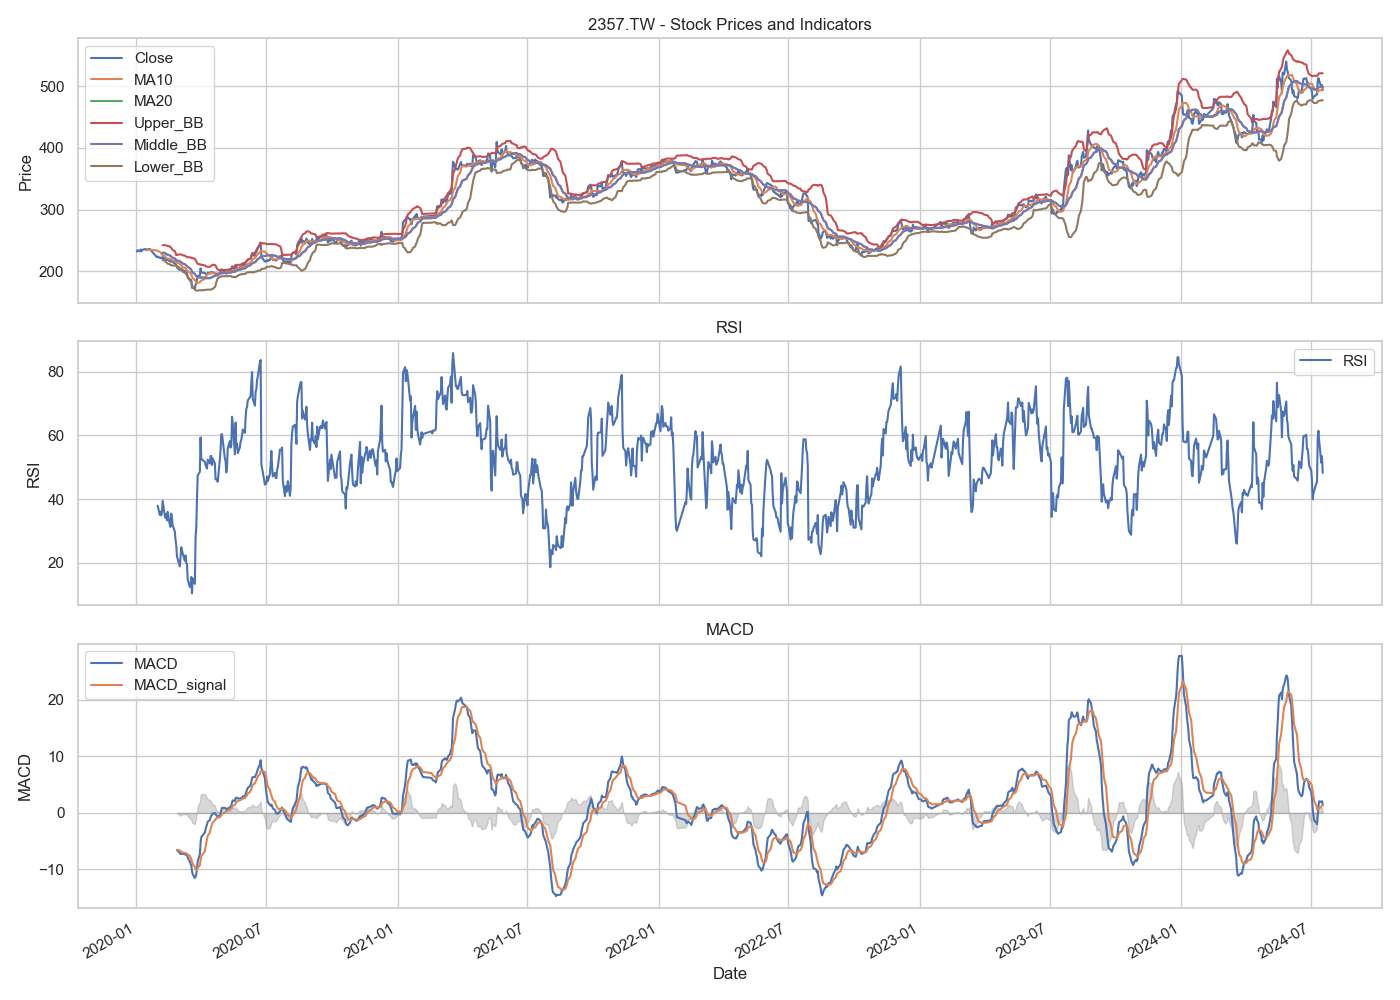 2357.TW - Stock Prices and Indicators
Close
MA10
MA20
Upper_BB
Middle_BB
Lower_BB
Price
500
400
300
200
RSI
RSI
RSI
80
60
40
20
MACD
MACD
MACD_signal
MACD
20
10
0
−10
2020-01
2020-07
2021-01
2021-07
2022-01
2022-07
2023-01
2023-07
2024-01
2024-07
Date